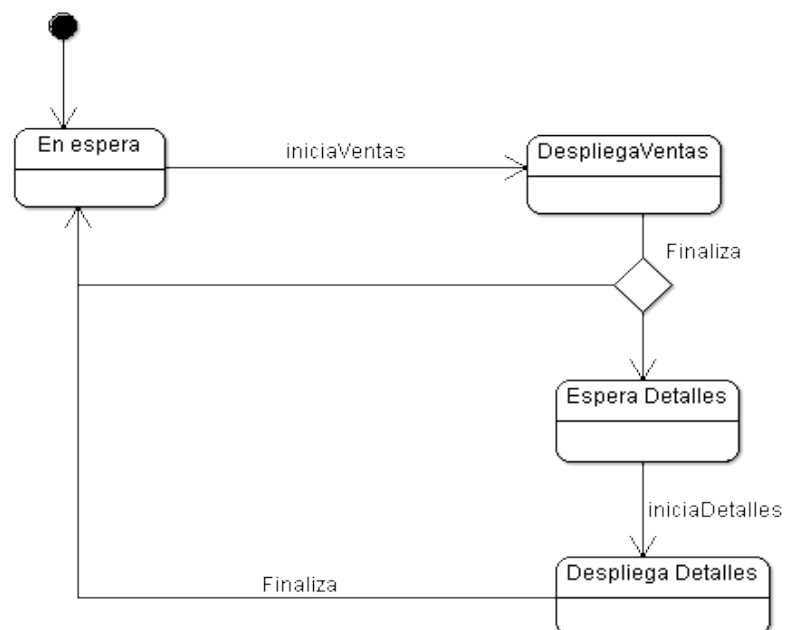 En espera
iniciaVentas
DespliegaVentas
Finaliza
Espera Detalles
iniciaDetalles
Despliega Detalles
Finaliza